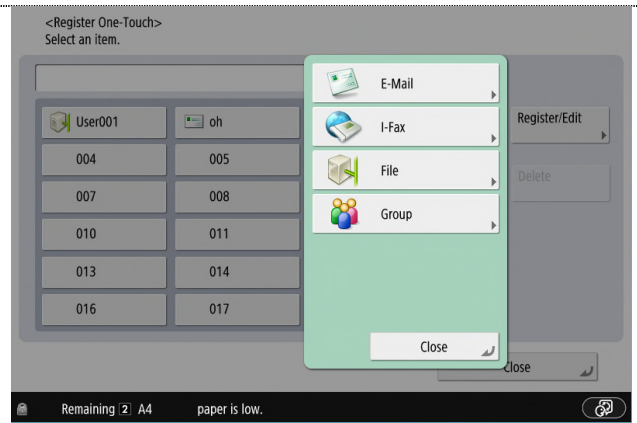 <Register One-Touch>
Select an item.
E-Mail
I-Fax
File
Group
Close
User001
oh
Register/Edit
004
005
Delete
007
008
010
011
013
014
016
017
Close
Remaining 2 A4 paper is low.